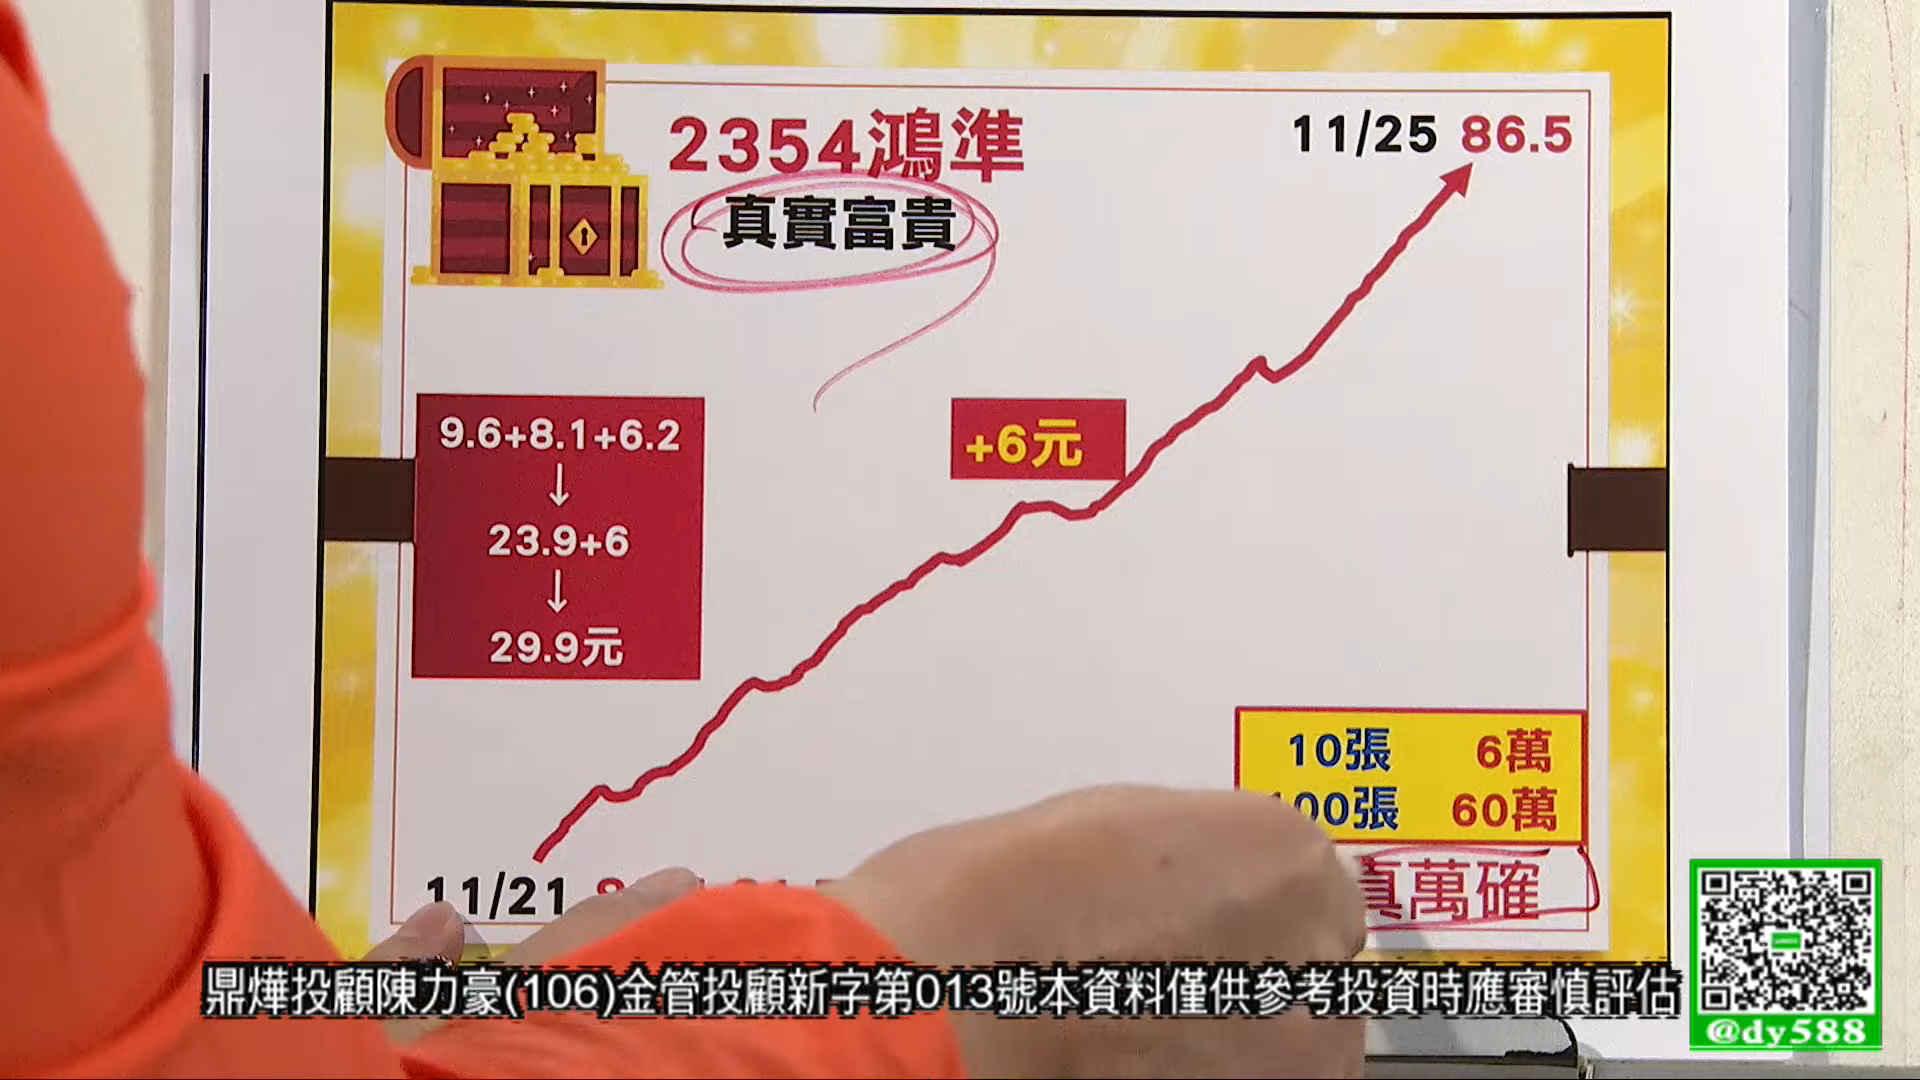 2354鴻準
11/25 86.5
真實富貴
9.6+8.1+6.2
↓
23.9+6
↓
29.9元
+6元
10張 6萬
100張 60萬
11/21
真萬確
鼎燁投顧陳力豪(106)金管投顧新字第013號本資料僅供參考投資時應審慎評估
@dy588